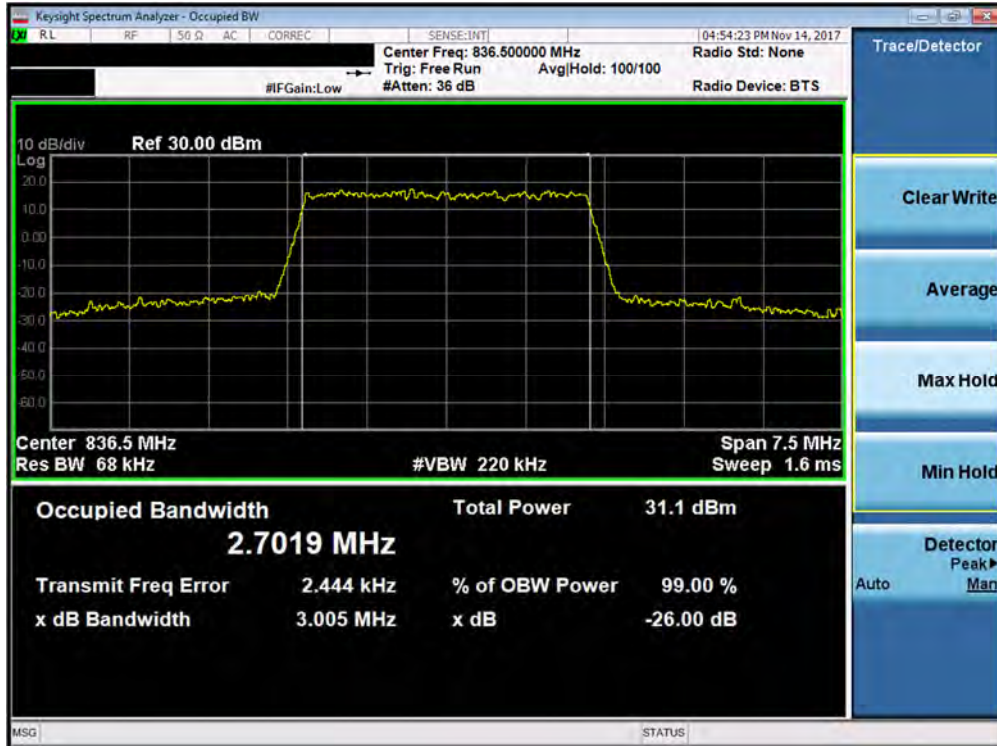 Keysight Spectrum Analyzer - Occupied BW
LXI RL RF 50 Ω AC CORREC SENSE:INT 04:54:23 PM Nov 14, 2017
Center Freq: 836.500000 MHz Radio Std: None
Trig: Free Run Avg|Hold: 100/100
#IFGain:Low #Atten: 36 dB Radio Device: BTS
Trace/Detector
10 dB/div Ref 30.00 dBm
Log
20.0
10.0
0.00
-10.0
-20.0
-30.0
-40.0
-50.0
-60.0
Center 836.5 MHz Span 7.5 MHz
Res BW 68 kHz #VBW 220 kHz Sweep 1.6 ms
Occupied Bandwidth Total Power 31.1 dBm
2.7019 MHz
Transmit Freq Error 2.444 kHz % of OBW Power 99.00 %
x dB Bandwidth 3.005 MHz x dB -26.00 dB
Clear Write
Average
Max Hold
Min Hold
Detector
Peak▶
Auto Man
MSG STATUS